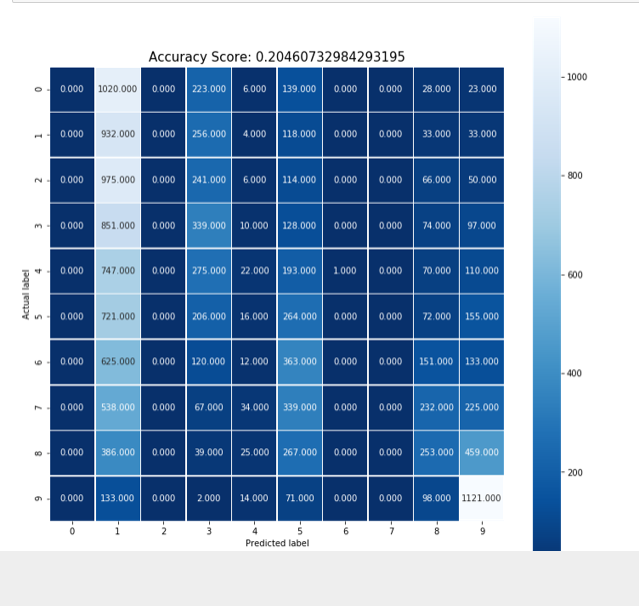 Accuracy Score: 0.20460732984293195
0 0.000 1020.000 0.000 223.000 6.000 139.000 0.000 0.000 28.000 23.000
1 0.000 932.000 0.000 256.000 4.000 118.000 0.000 0.000 33.000 33.000
2 0.000 975.000 0.000 241.000 6.000 114.000 0.000 0.000 66.000 50.000
3 0.000 851.000 0.000 339.000 10.000 128.000 0.000 0.000 74.000 97.000
4 0.000 747.000 0.000 275.000 22.000 193.000 1.000 0.000 70.000 110.000
5 0.000 721.000 0.000 206.000 16.000 264.000 0.000 0.000 72.000 155.000
6 0.000 625.000 0.000 120.000 12.000 363.000 0.000 0.000 151.000 133.000
7 0.000 538.000 0.000 67.000 34.000 339.000 0.000 0.000 232.000 225.000
8 0.000 386.000 0.000 39.000 25.000 267.000 0.000 0.000 253.000 459.000
9 0.000 133.000 0.000 2.000 14.000 71.000 0.000 0.000 98.000 1121.000
0 1 2 3 4 5 6 7 8 9
Predicted label
Actual label
1000
800
600
400
200